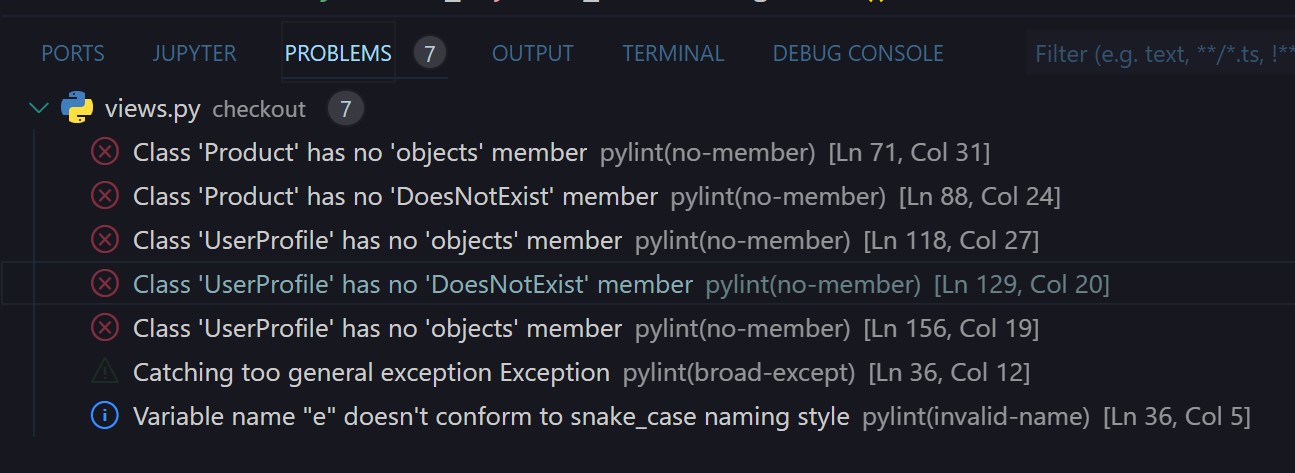 PORTS JUPYTER PROBLEMS 7 OUTPUT TERMINAL DEBUG CONSOLE Filter (e.g. text, **/*.ts, !**
views.py checkout 7
Class 'Product' has no 'objects' member pylint(no-member) [Ln 71, Col 31]
Class 'Product' has no 'DoesNotExist' member pylint(no-member) [Ln 88, Col 24]
Class 'UserProfile' has no 'objects' member pylint(no-member) [Ln 118, Col 27]
Class 'UserProfile' has no 'DoesNotExist' member pylint(no-member) [Ln 129, Col 20]
Class 'UserProfile' has no 'objects' member pylint(no-member) [Ln 156, Col 19]
Catching too general exception Exception pylint(broad-except) [Ln 36, Col 12]
Variable name "e" doesn't conform to snake_case naming style pylint(invalid-name) [Ln 36, Col 5]